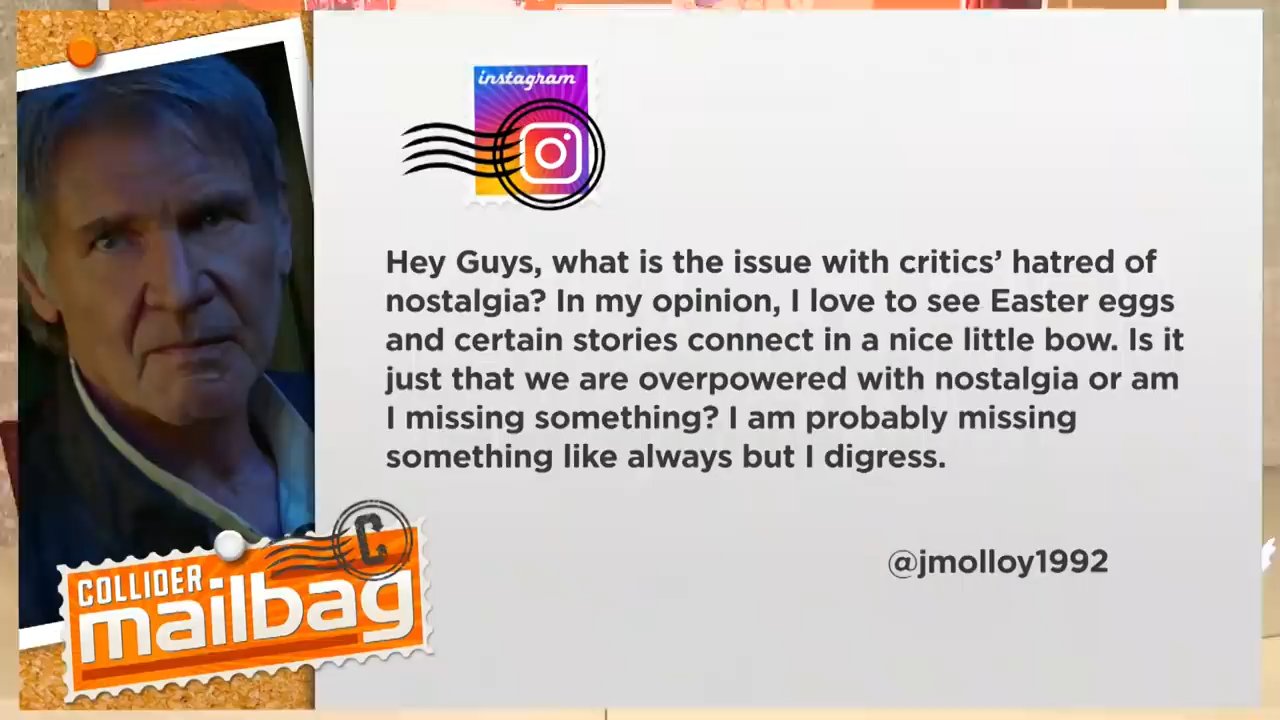 instagram
Hey Guys, what is the issue with critics’ hatred of
nostalgia? In my opinion, I love to see Easter eggs
and certain stories connect in a nice little bow. Is it
just that we are overpowered with nostalgia or am
I missing something? I am probably missing
something like always but I digress.
@jmolloy1992
C
COLLIDER
mailbag